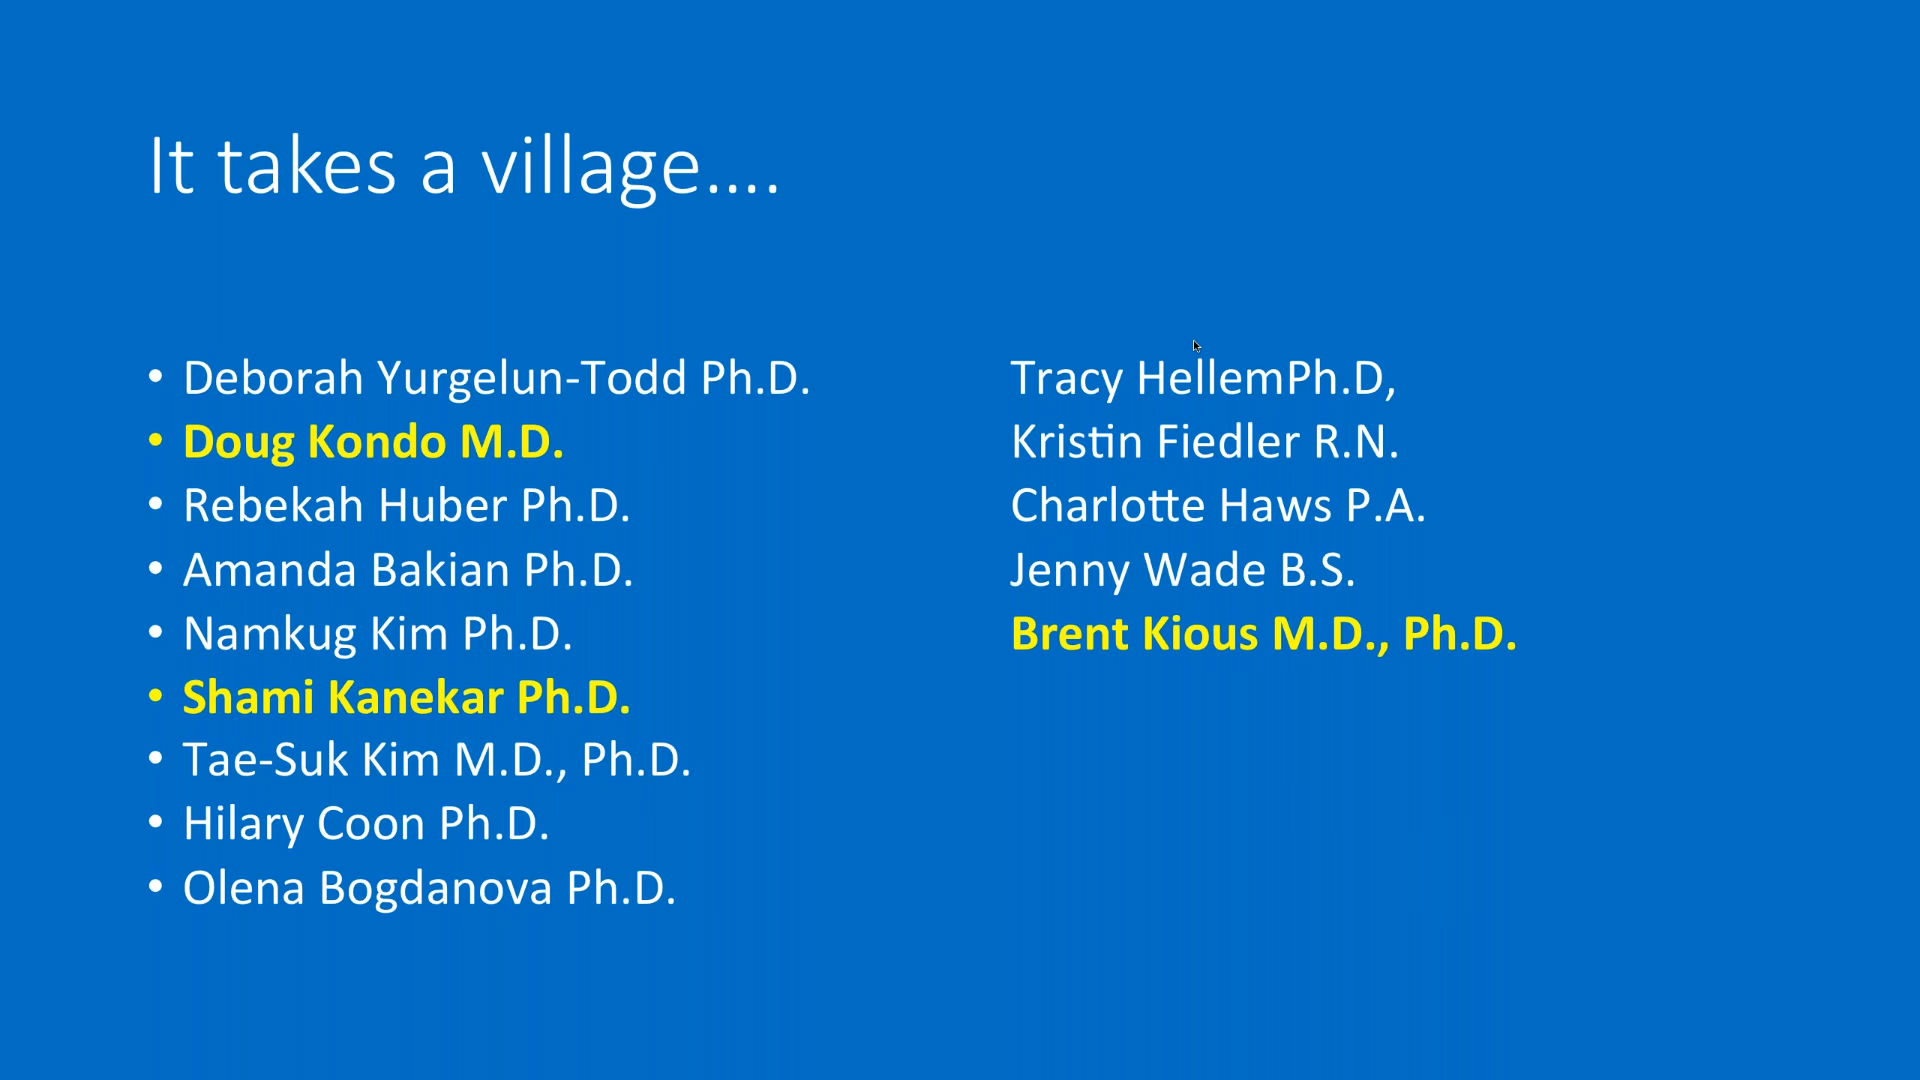 It takes a village....
• Deborah Yurgelun-Todd Ph.D.
• Doug Kondo M.D.
• Rebekah Huber Ph.D.
• Amanda Bakian Ph.D.
• Namkug Kim Ph.D.
• Shami Kanekar Ph.D.
• Tae-Suk Kim M.D., Ph.D.
• Hilary Coon Ph.D.
• Olena Bogdanova Ph.D.
Tracy HellemPh.D,
Kristin Fiedler R.N.
Charlotte Haws P.A.
Jenny Wade B.S.
Brent Kious M.D., Ph.D.